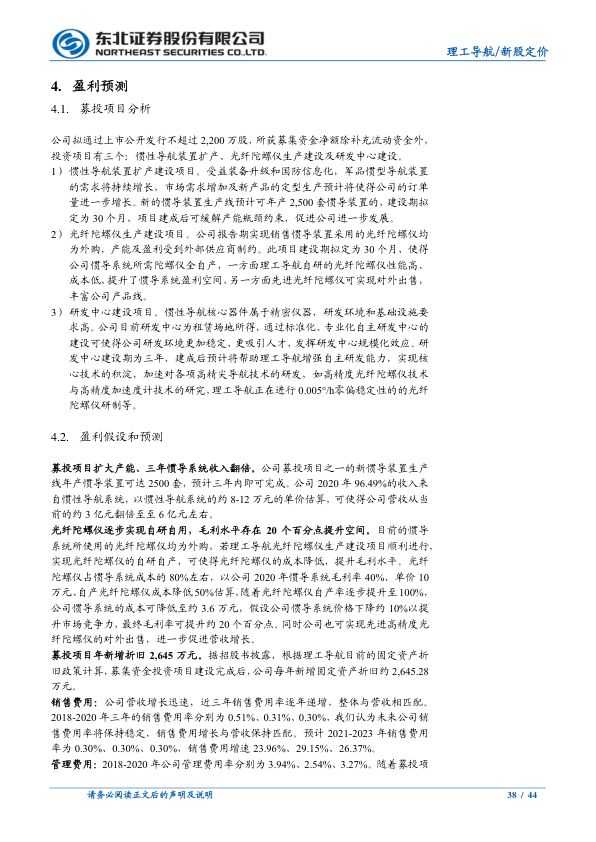 东北证券股份有限公司
NORTHEAST SECURITIES CO.,LTD.
理工导航/新股定价
4. 盈利预测
4.1. 募投项目分析
公司拟通过上市公开发行不超过 2,200 万股，所获募集资金净额除补充流动资金外，
投资项目有三个：惯性导航装置扩产、光纤陀螺仪生产建设及研发中心建设。
1）惯性导航装置扩产建设项目。受益装备升级和国防信息化，军品惯型导航装置
的需求将持续增长，市场需求增加及新产品的定型生产预计将使得公司的订单
量进一步增长。新的惯导装置生产线预计可年产 2,500 套惯导装置的，建设期拟
定为 30 个月，项目建成后可缓解产能瓶颈约束，促进公司进一步发展。
2）光纤陀螺仪生产建设项目。公司报告期实现销售惯导装置采用的光纤陀螺仪均
为外购，产能及盈利受到外部供应商制约。此项目建设期拟定为 30 个月，使得
公司惯导系统所需陀螺仪全自产，一方面理工导航自研的光纤陀螺仪性能高、
成本低，提升了惯导系统盈利空间，另一方面先进光纤陀螺仪可实现对外出售，
丰富公司产品线。
3）研发中心建设项目。惯性导航核心器件属于精密仪器，研发环境和基础设施要
求高。公司目前研发中心为租赁场地所得，通过标准化、专业化自主研发中心的
建设可使得公司研发环境更加稳定、更吸引人才，发挥研发中心规模化效应。研
发中心建设期为三年，建成后预计将帮助理工导航增强自主研发能力，实现核
心技术的积淀，加速对各项高精尖导航技术的研发，如高精度光纤陀螺仪技术
与高精度加速度计技术的研究，理工导航正在进行 0.005°/h零偏稳定性的的光纤
陀螺仪研制等。
4.2. 盈利假设和预测
募投项目扩大产能、三年惯导系统收入翻倍。公司募投项目之一的新惯导装置生产
线年产惯导装置可达 2500 套，预计三年内即可完成。公司 2020 年 96.49%的收入来
自惯性导航系统，以惯性导航系统的约 8-12 万元的单价估算，可使得公司营收从当
前的约 3 亿元翻倍至至 6 亿元左右。
光纤陀螺仪逐步实现自研自用，毛利水平存在 20 个百分点提升空间。目前的惯导
系统所使用的光纤陀螺仪均为外购，若理工导航光纤陀螺仪生产建设项目顺利进行，
实现光纤陀螺仪的自研自产，可使得光纤陀螺仪的成本降低，提升毛利水平。光纤
陀螺仪占惯导系统成本的 80%左右，以公司 2020 年惯导系统毛利率 40%、单价 10
万元、自产光纤陀螺仪成本降低50%估算，随着光纤陀螺仪自产率逐步提升至100%，
公司惯导系统的成本可降低至约 3.6 万元，假设公司惯导系统价格下降约 10%以提
升市场竞争力，最终毛利率可提升约 20 个百分点。同时公司也可实现先进高精度光
纤陀螺仪的对外出售，进一步促进营收增长。
募投项目年新增折旧 2,645 万元。据招股书披露，根据理工导航目前的固定资产折
旧政策计算，募集资金投资项目建设完成后，公司每年新增固定资产折旧约 2,645.28
万元。
销售费用：公司营收增长迅速，近三年销售费用率逐年递增，整体与营收相匹配。
2018-2020 年三年的销售费用率分别为 0.51%、0.31%、0.30%，我们认为未来公司销
售费用率将保持稳定，销售费用增长与营收保持匹配。预计 2021-2023 年销售费用
率为 0.30%、0.30%、0.30%，销售费用增速 23.96%、29.15%、26.37%。
管理费用：2018-2020 年公司管理费用率分别为 3.94%、2.54%、3.27%。随着募投项
请务必阅读正文后的声明及说明
38 / 44